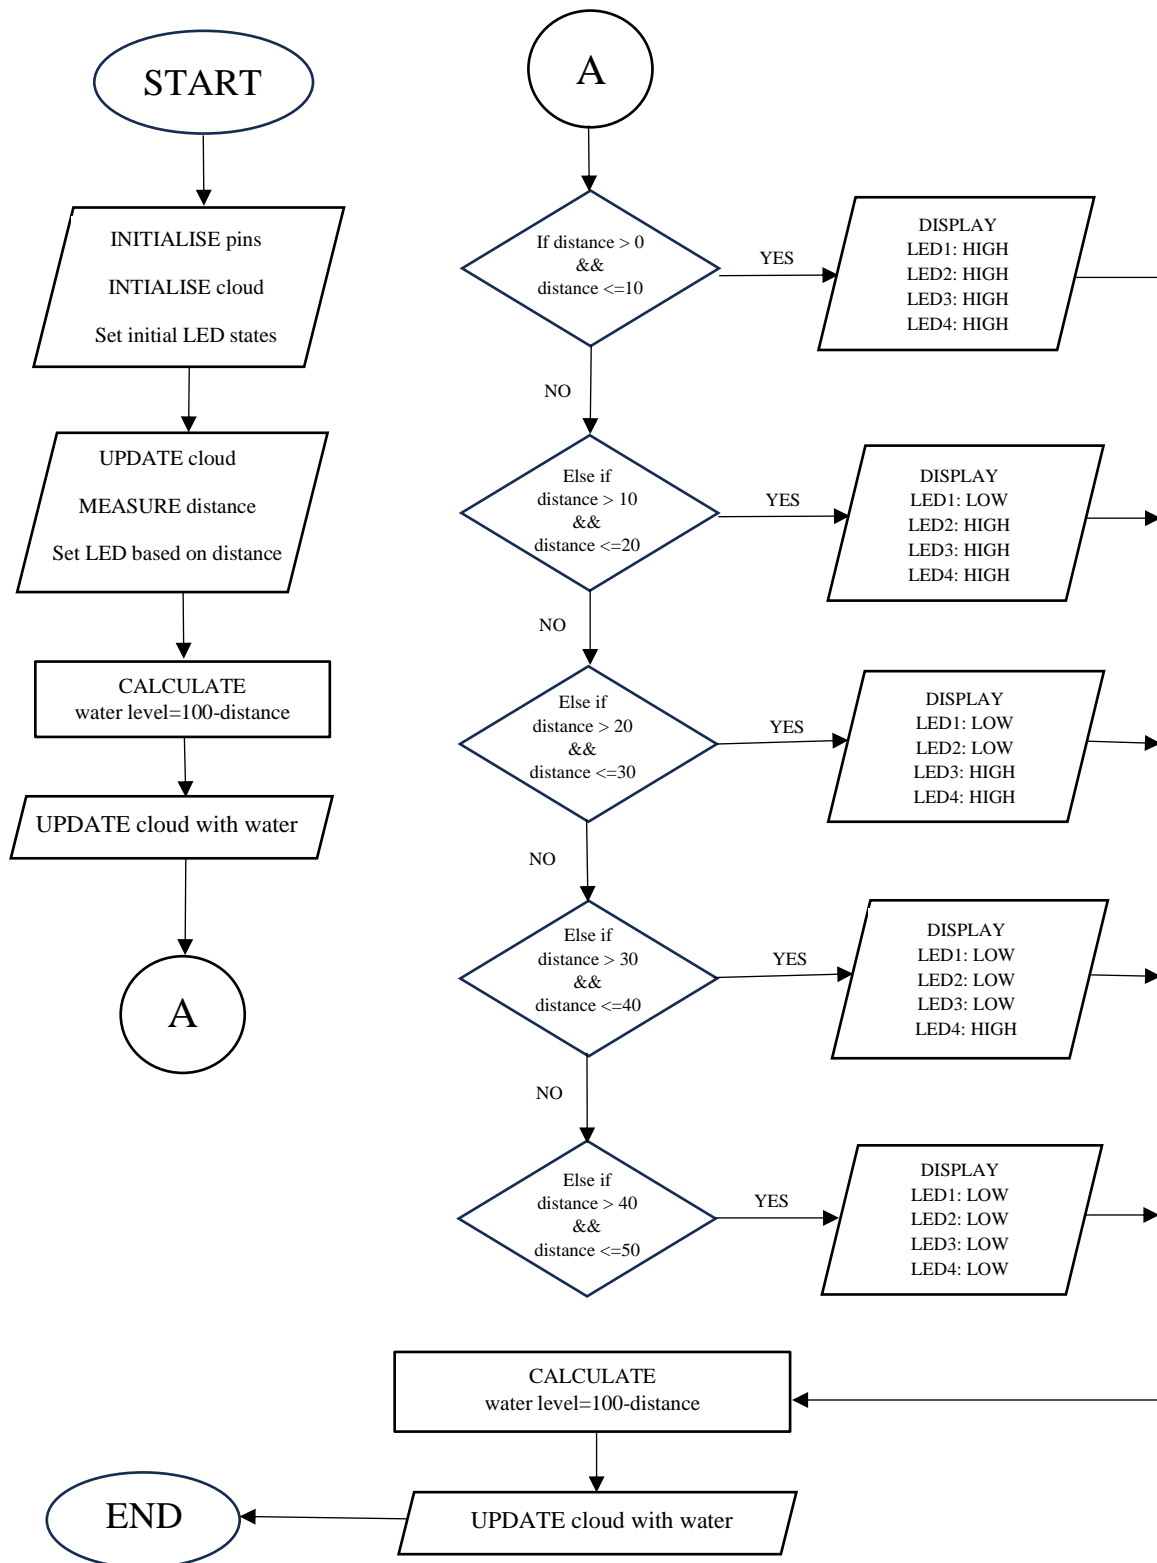 START
INITIALISE pins
INTIALISE cloud
Set initial LED states
UPDATE cloud
MEASURE distance
Set LED based on distance
CALCULATE
water level=100-distance
UPDATE cloud with water
A
A
If distance > 0
&&
distance <=10
YES
DISPLAY
LED1: HIGH
LED2: HIGH
LED3: HIGH
LED4: HIGH
NO
Else if
distance > 10
&&
distance <=20
YES
DISPLAY
LED1: LOW
LED2: HIGH
LED3: HIGH
LED4: HIGH
NO
Else if
distance > 20
&&
distance <=30
YES
DISPLAY
LED1: LOW
LED2: LOW
LED3: HIGH
LED4: HIGH
NO
Else if
distance > 30
&&
distance <=40
YES
DISPLAY
LED1: LOW
LED2: LOW
LED3: LOW
LED4: HIGH
NO
Else if
distance > 40
&&
distance <=50
YES
DISPLAY
LED1: LOW
LED2: LOW
LED3: LOW
LED4: LOW
CALCULATE
water level=100-distance
UPDATE cloud with water
END